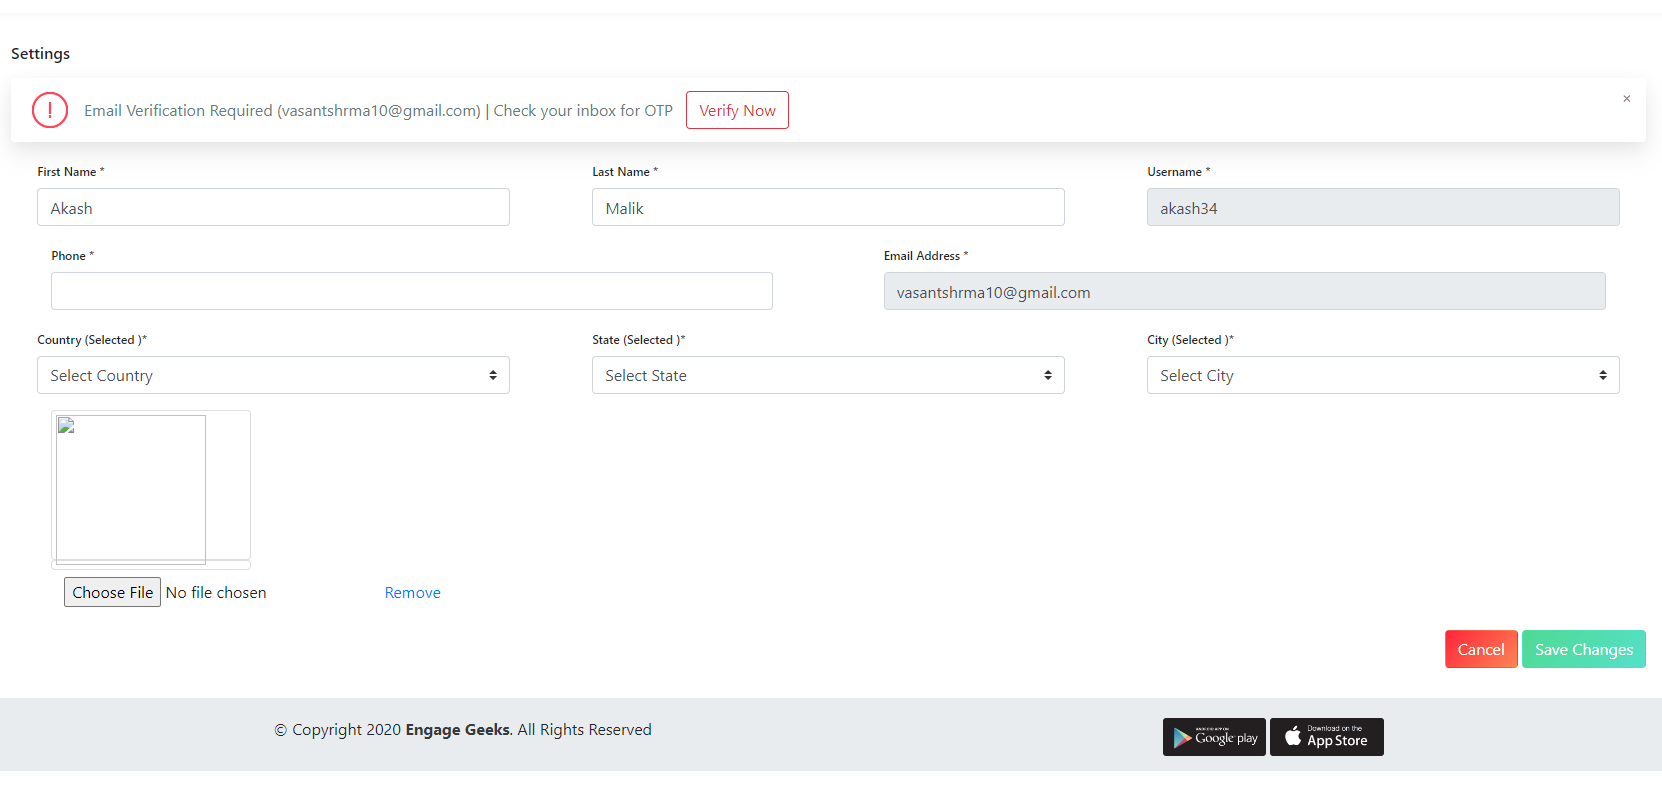 Settings
! Email Verification Required (vasantshrma10@gmail.com) | Check your inbox for OTP Verify Now ×
First Name * Last Name * Username *
Akash Malik akash34
Phone * Email Address *
vasantshrma10@gmail.com
Country (Selected )* State (Selected )* City (Selected )*
Select Country Select State Select City
Choose File No file chosen Remove
Cancel Save Changes
© Copyright 2020 Engage Geeks. All Rights Reserved
ANDROID APP ON
Google play
Download on the
App Store